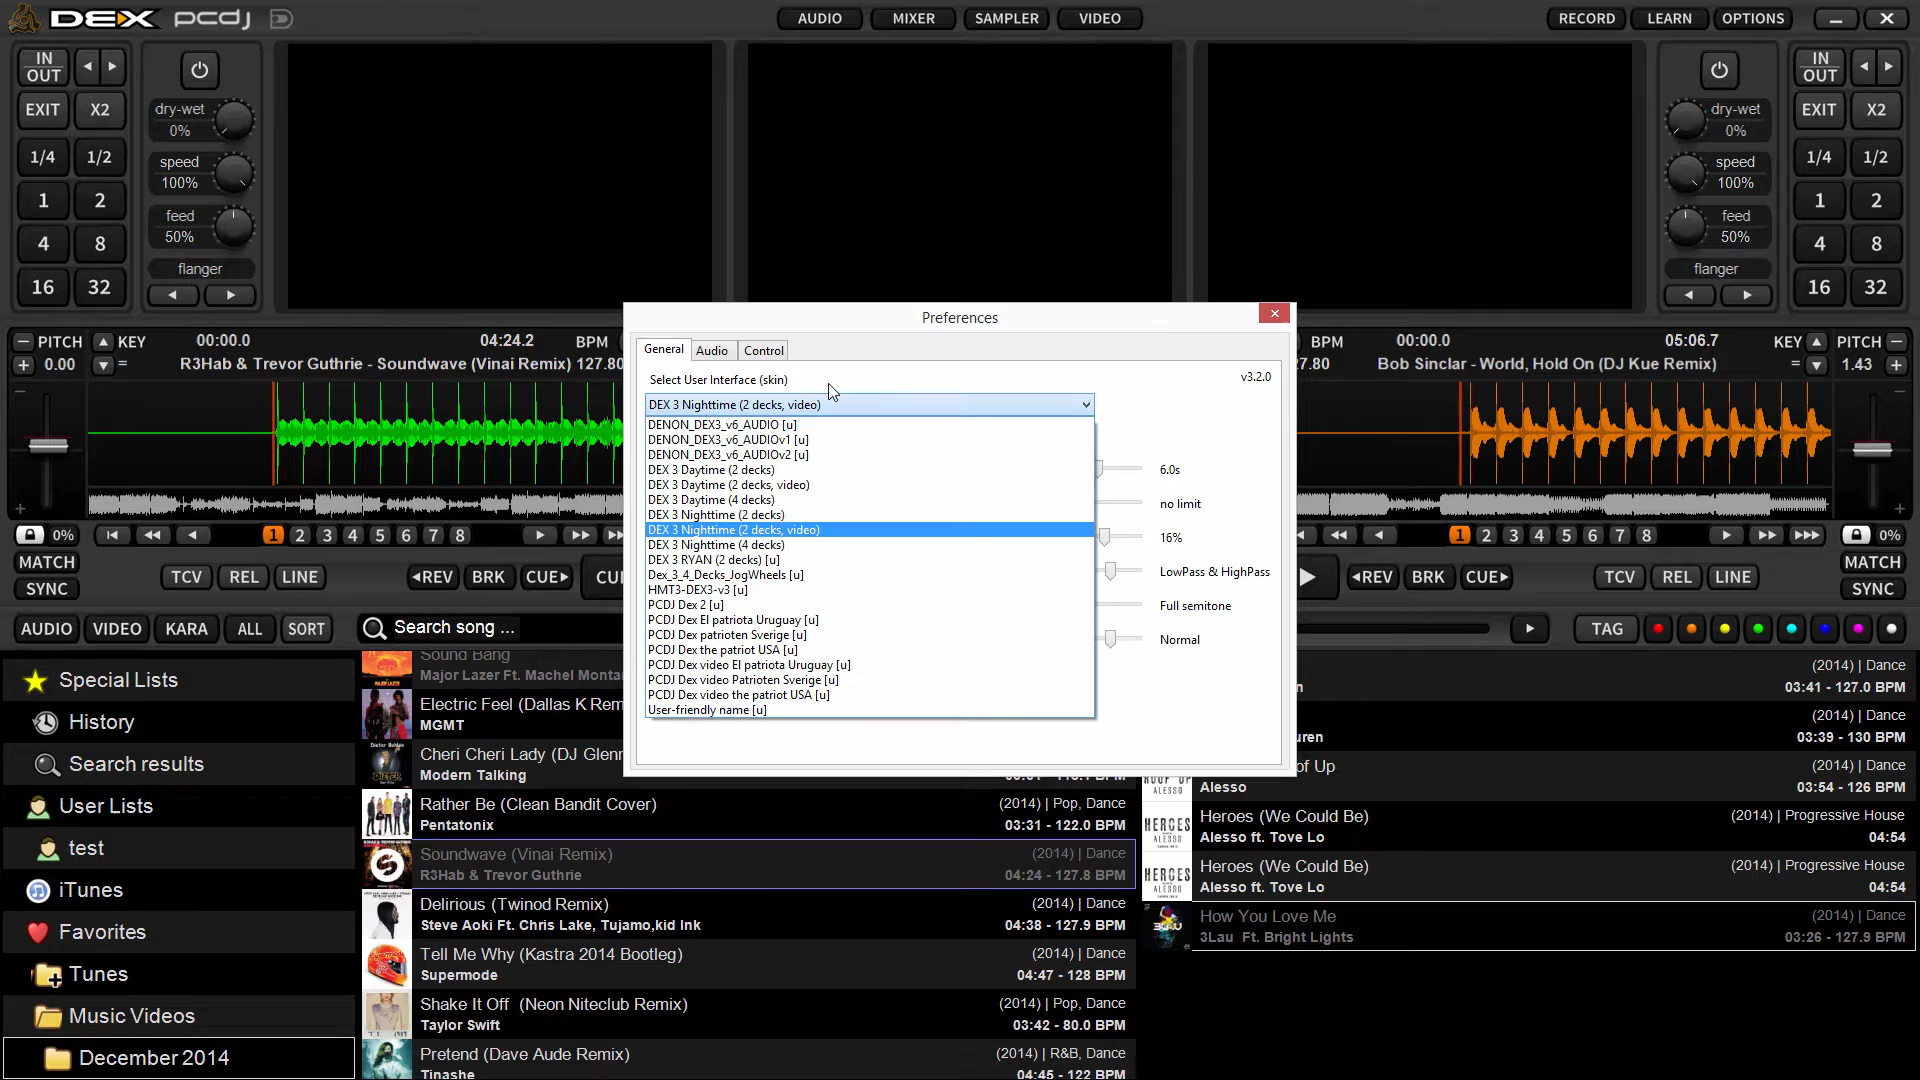 DEX pcdj
AUDIO MIXER SAMPLER VIDEO
RECORD LEARN OPTIONS
IN OUT
EXIT X2
1/4 1/2
1 2
4 8
16 32
dry-wet
0%
speed
100%
feed
50%
flanger
dry-wet
0%
speed
100%
feed
50%
flanger
IN OUT
EXIT X2
1/4 1/2
1 2
4 8
16 32
PITCH KEY 00:00.0 04:24.2 BPM
0.00 = R3Hab & Trevor Guthrie - Soundwave (Vinai Remix) 127.80
BPM 00:00.0 05:06.7 KEY PITCH
Bob Sinclar - World, Hold On (DJ Kue Remix) = 1.43
0% 1 2 3 4 5 6 7 8
MATCH
SYNC
TCV REL LINE REV BRK CUE
1 2 3 4 5 6 7 8 0%
REV BRK CUE TCV REL LINE
MATCH
SYNC
Preferences
General Audio Control
Select User Interface (skin)
v3.2.0
DEX 3 Nighttime (2 decks, video)
DENON_DEX3_v6_AUDIO [u]
DENON_DEX3_v6_AUDIOv1 [u]
DENON_DEX3_v6_AUDIOv2 [u]
DEX 3 Daytime (2 decks)
DEX 3 Daytime (2 decks, video)
DEX 3 Daytime (4 decks)
DEX 3 Nighttime (2 decks)
DEX 3 Nighttime (2 decks, video)
DEX 3 Nighttime (4 decks)
DEX 3 RYAN (2 decks) [u]
Dex_3_4_Decks_JogWheels [u]
HMT3-DEX3-v3 [u]
PCDJ Dex 2 [u]
PCDJ Dex El patriota Uruguay [u]
PCDJ Dex patrioten Sverige [u]
PCDJ Dex the patriot USA [u]
PCDJ Dex video El patriota Uruguay [u]
PCDJ Dex video Patrioten Sverige [u]
PCDJ Dex video the patriot USA [u]
User-friendly name [u]
6.0s
no limit
16%
LowPass & HighPass
Full semitone
Normal
AUDIO VIDEO KARA ALL SORT
Search song ...
TAG
Special Lists
History
Search results
User Lists
test
iTunes
Favorites
Tunes
Music Videos
December 2014
Sound Bang
Major Lazer Ft. Machel
Electric Feel (Dallas K
MGMT
Cheri Cheri Lady (DJ
Modern Talking
Rather Be (Clean Bandit Cover) (2014) | Pop, Dance
Pentatonix 03:31 - 122.0 BPM
Soundwave (Vinai Remix) (2014) | Dance
R3Hab & Trevor Guthrie 04:24 - 127.8 BPM
Delirious (Twinod Remix) (2014) | Dance
Steve Aoki Ft. Chris Lake, Tujamo,kid Ink 04:38 - 127.9 BPM
Tell Me Why (Kastra 2014 Bootleg) (2014) | Dance
Supermode 04:47 - 128 BPM
Shake It Off (Neon Niteclub Remix) (2014) | Pop, Dance
Taylor Swift 03:42 - 80.0 BPM
Pretend (Dave Aude Remix) (2014) | R&B, Dance
Tinashe 04:45 - 122 BPM
(2014) | Dance
03:41 - 127.0 BPM
(2014) | Dance
03:39 - 130 BPM
of Up (2014) | Dance
Alesso 03:54 - 126 BPM
Heroes (We Could Be) (2014) | Progressive House
Alesso ft. Tove Lo 04:54
Heroes (We Could Be) (2014) | Progressive House
Alesso ft. Tove Lo 04:54
How You Love Me (2014) | Dance
3Lau Ft. Bright Lights 03:26 - 127.9 BPM
HEROES
HEROES